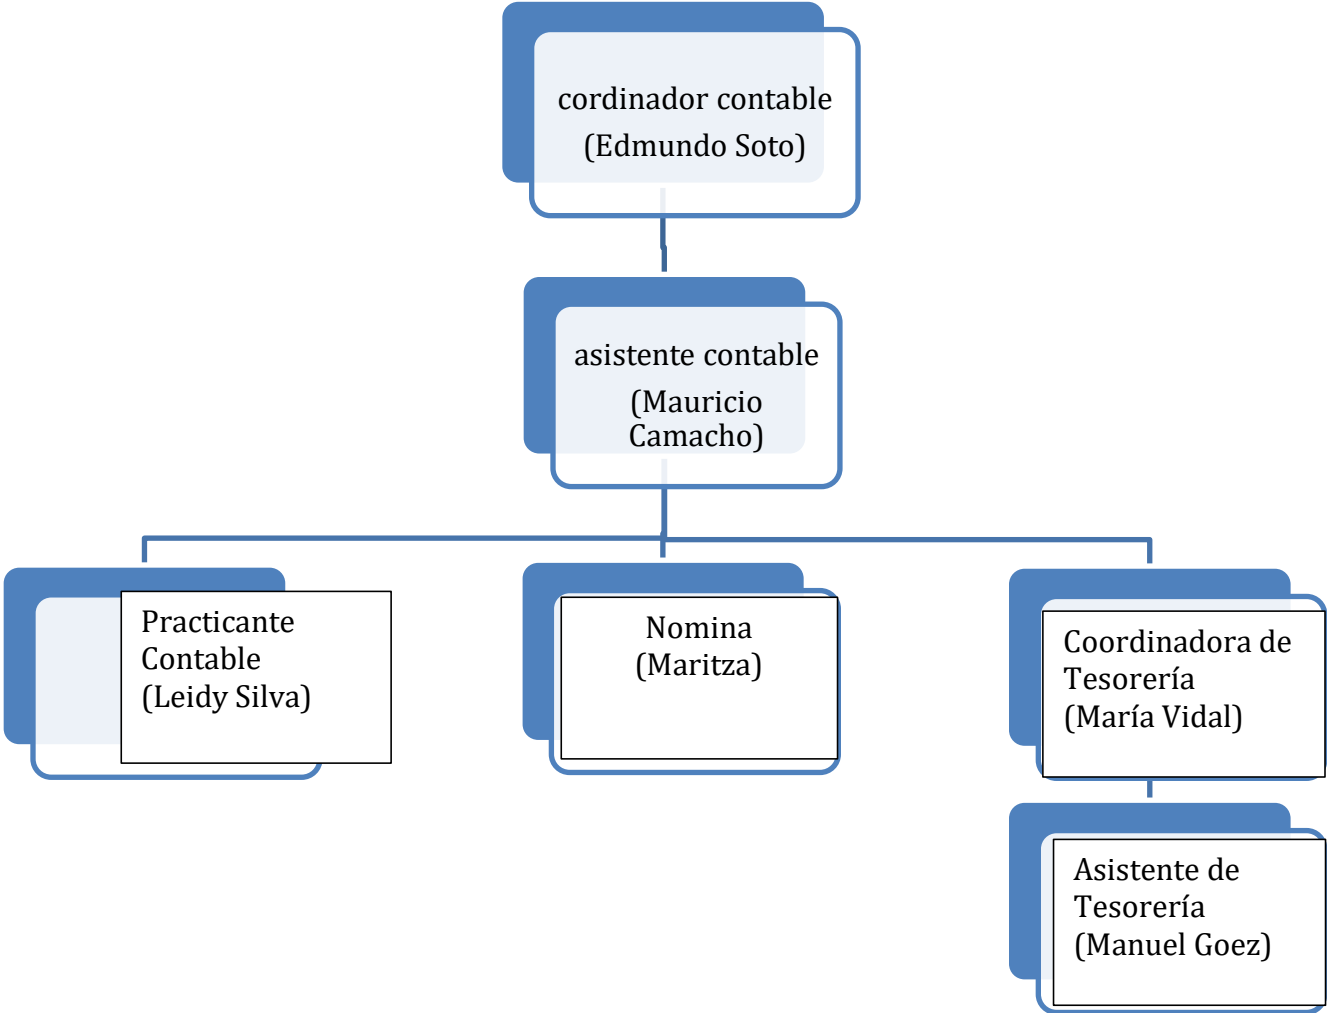 cordinador contable
(Edmundo Soto)
asistente contable
(Mauricio
Camacho)
Practicante
Contable
(Leidy Silva)
Nomina
(Maritza)
Coordinadora de
Tesorería
(María Vidal)
Asistente de
Tesorería
(Manuel Goez)